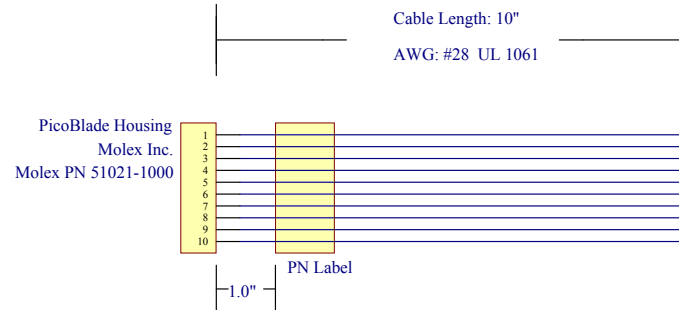 Cable Length: 10"
AWG: #28 UL 1061
PicoBlade Housing
Molex Inc.
Molex PN 51021-1000
1
2
3
4
5
6
7
8
9
10
PN Label
1.0"